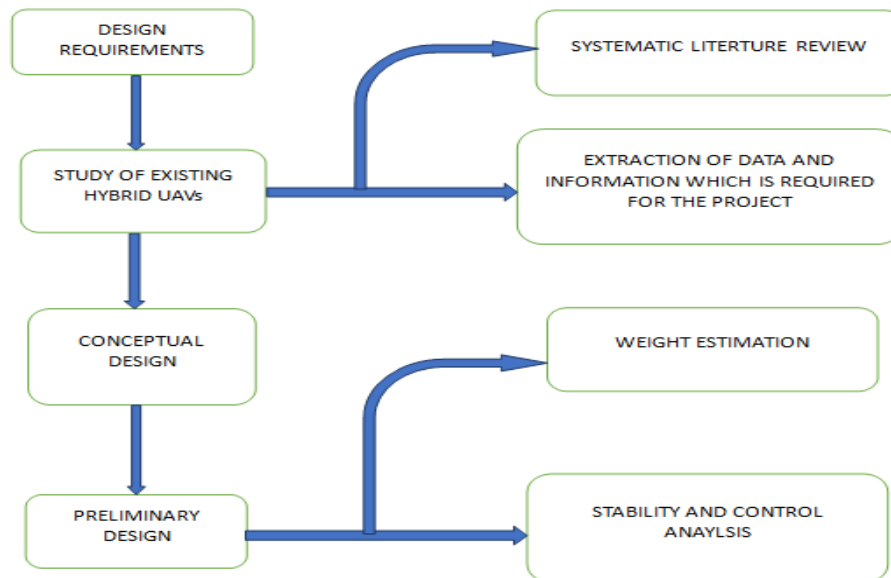 DESIGN
REQUIREMENTS
SYSTEMATIC LITERTURE REVIEW
STUDY OF EXISTING
HYBRID UAVs
EXTRACTION OF DATA AND
INFORMATION WHICH IS REQUIRED
FOR THE PROJECT
CONCEPTUAL
DESIGN
WEIGHT ESTIMATION
PRELIMINARY
DESIGN
STABILITY AND CONTROL
ANAYLSIS